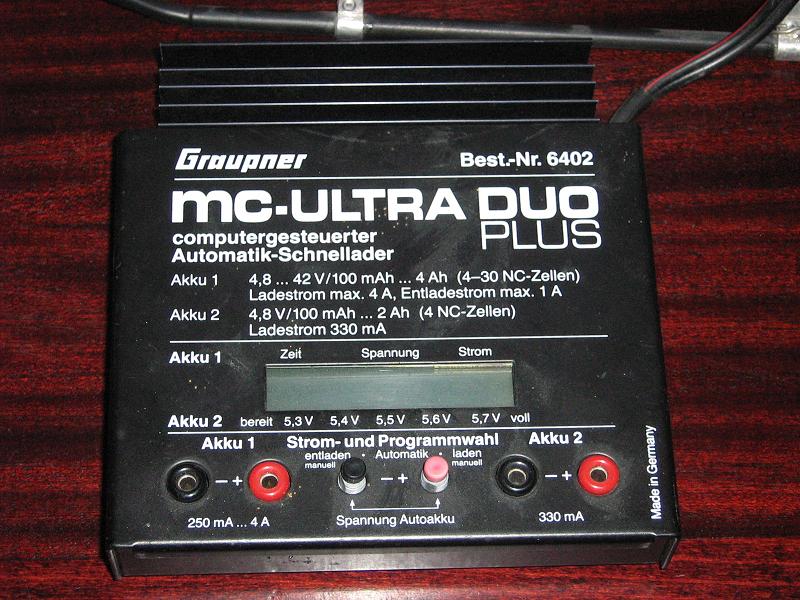 Graupner Best.-Nr. 6402
mc-ULTRA DUO
PLUS
computergesteuerter
Automatik-Schnellader
Akku 1 4,8 ... 42 V/100 mAh ... 4 Ah (4–30 NC-Zellen)
Ladestrom max. 4 A, Entladestrom max. 1 A
Akku 2 4,8 V/100 mAh ... 2 Ah (4 NC-Zellen)
Ladestrom 330 mA
Akku 1 Zeit Spannung Strom
Akku 2 bereit 5,3 V 5,4 V 5,5 V 5,6 V 5,7 V voll
Akku 1 Strom- und Programmwahl Akku 2
entladen · Automatik · laden
manuell manuell
– + – + – +
250 mA ... 4 A 330 mA
Spannung Autoakku
Made in Germany